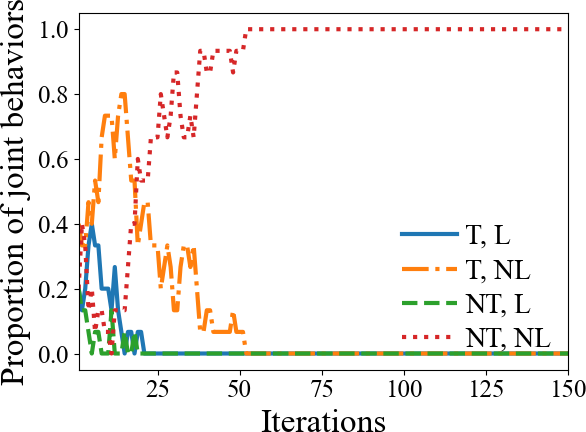 Proportion of joint behaviors
1.0
0.8
0.6
0.4
0.2
0.0
T, L
T, NL
NT, L
NT, NL
25 50 75 100 125 150
Iterations